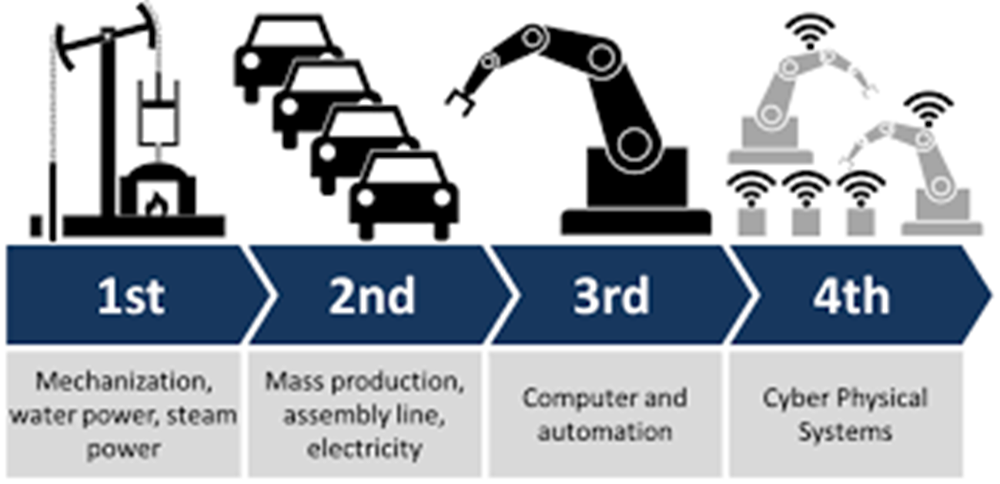 1st
2nd
3rd
4th
Mechanization,
water power, steam
power
Mass production,
assembly line,
electricity
Computer and
automation
Cyber Physical
Systems